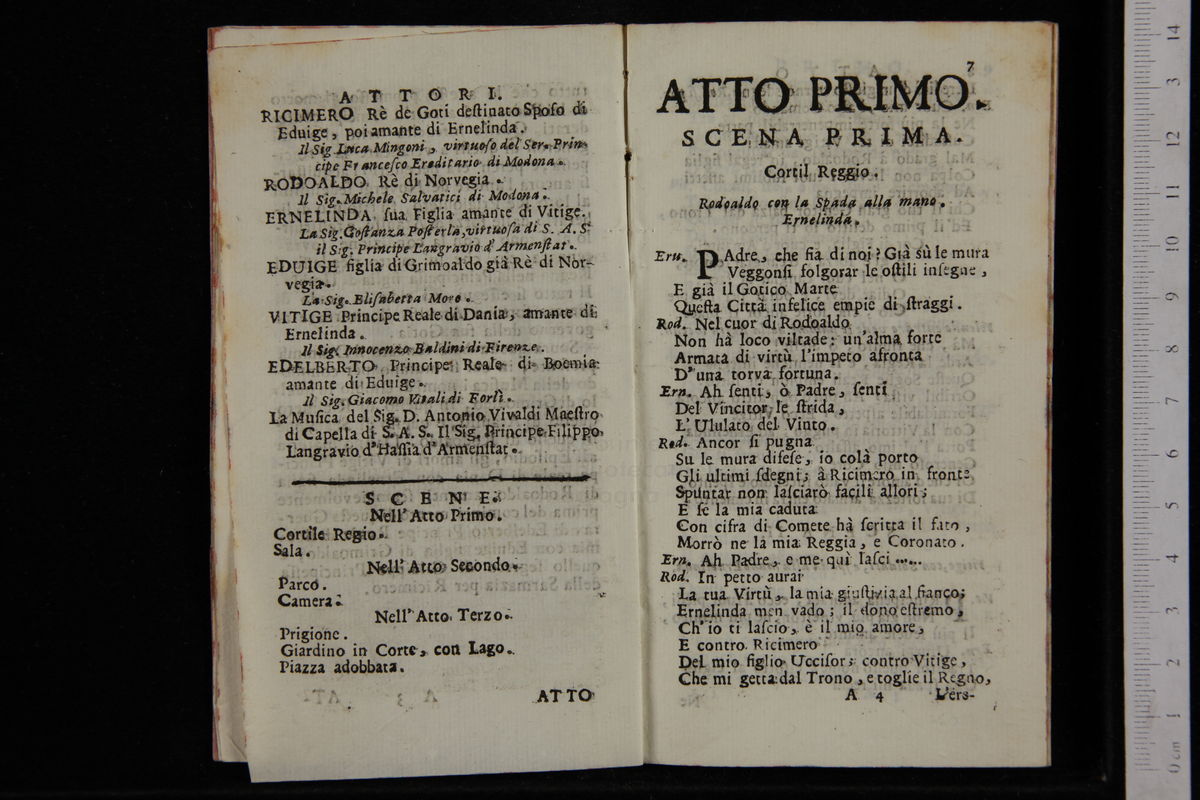 ATTORI.
RICIMERO Rè de Goti deſtinato Spoſo di
Eduige, poi amante di Ernelinda.
Il Sig. Luca Mingoni, virtuoſo del Ser. Prin-
cipe Franceſco Ereditario di Modona.
RODOALDO Rè di Norvegia.
Il Sig. Michele Salvatici di Modona.
ERNELINDA ſua Figlia amante di Vitige.
La Sig. Coſtanza Poſterla, virtuoſa di S. A. S.
il Sig. Principe Langravio d'Armenſtat.
EDUIGE figlia di Grimoaldo già Rè di Nor-
vegia.
La Sig. Eliſabetta Moro.
VITIGE Principe Reale di Dania, amante di
Ernelinda.
Il Sig. Innocenzo Baldini di Firenze.
EDELBERTO Principe Reale di Boemia
amante di Eduige.
Il Sig. Giacomo Vitali di Forlì.
La Muſica del Sig. D. Antonio Vivaldi Maeſtro
di Capella di S. A. S. Il Sig. Principe Filippo
Langravio d'Haſſia d'Armenſtat.
SCENE.
Nell'Atto Primo.
Cortile Regio.
Sala.
Nell'Atto Secondo.
Parco.
Camera.
Nell'Atto Terzo.
Prigione.
Giardino in Corte, con Lago.
Piazza adobbata.
ATTO
7
ATTO PRIMO.
SCENA PRIMA.
Cortil Reggio.
Rodoaldo con la Spada alla mano.
Ernelinda.
Ern. PAdre, che fia di noi? Già sù le mura
Veggonſi folgorar le oſtili inſegne,
E già il Gotico Marte
Queſta Città infelice empie di ſtraggi.
Rod. Nel cuor di Rodoaldo
Non hà loco viltade: un'alma forte
Armata di virtù l'impeto afronta
D'una torva fortuna.
Ern. Ah ſenti, ò Padre, ſenti
Del Vincitor le ſtrida,
L'Ululato del Vinto.
Rod. Ancor ſi pugna
Su le mura difeſe, io colà porto
Gli ultimi ſdegni; à Ricimero in fronte
Spuntar non laſciarò facili allori;
E ſe la mia caduta
Con cifra di Comete hà ſcritta il fato,
Morrò ne la mia Reggia, e Coronato.
Ern. Ah Padre, e me quì laſci......
Rod. In petto aurai
La tua Virtù, la mia giuſtizia al fianco;
Ernelinda men vado; il dono eſtremo,
Ch'io ti laſcio, è il mio amore,
E contro Ricimero
Del mio figlio Ucciſor; contro Vitige,
Che mi getta dal Trono, e toglie il Regno,
A 4 L'ers-